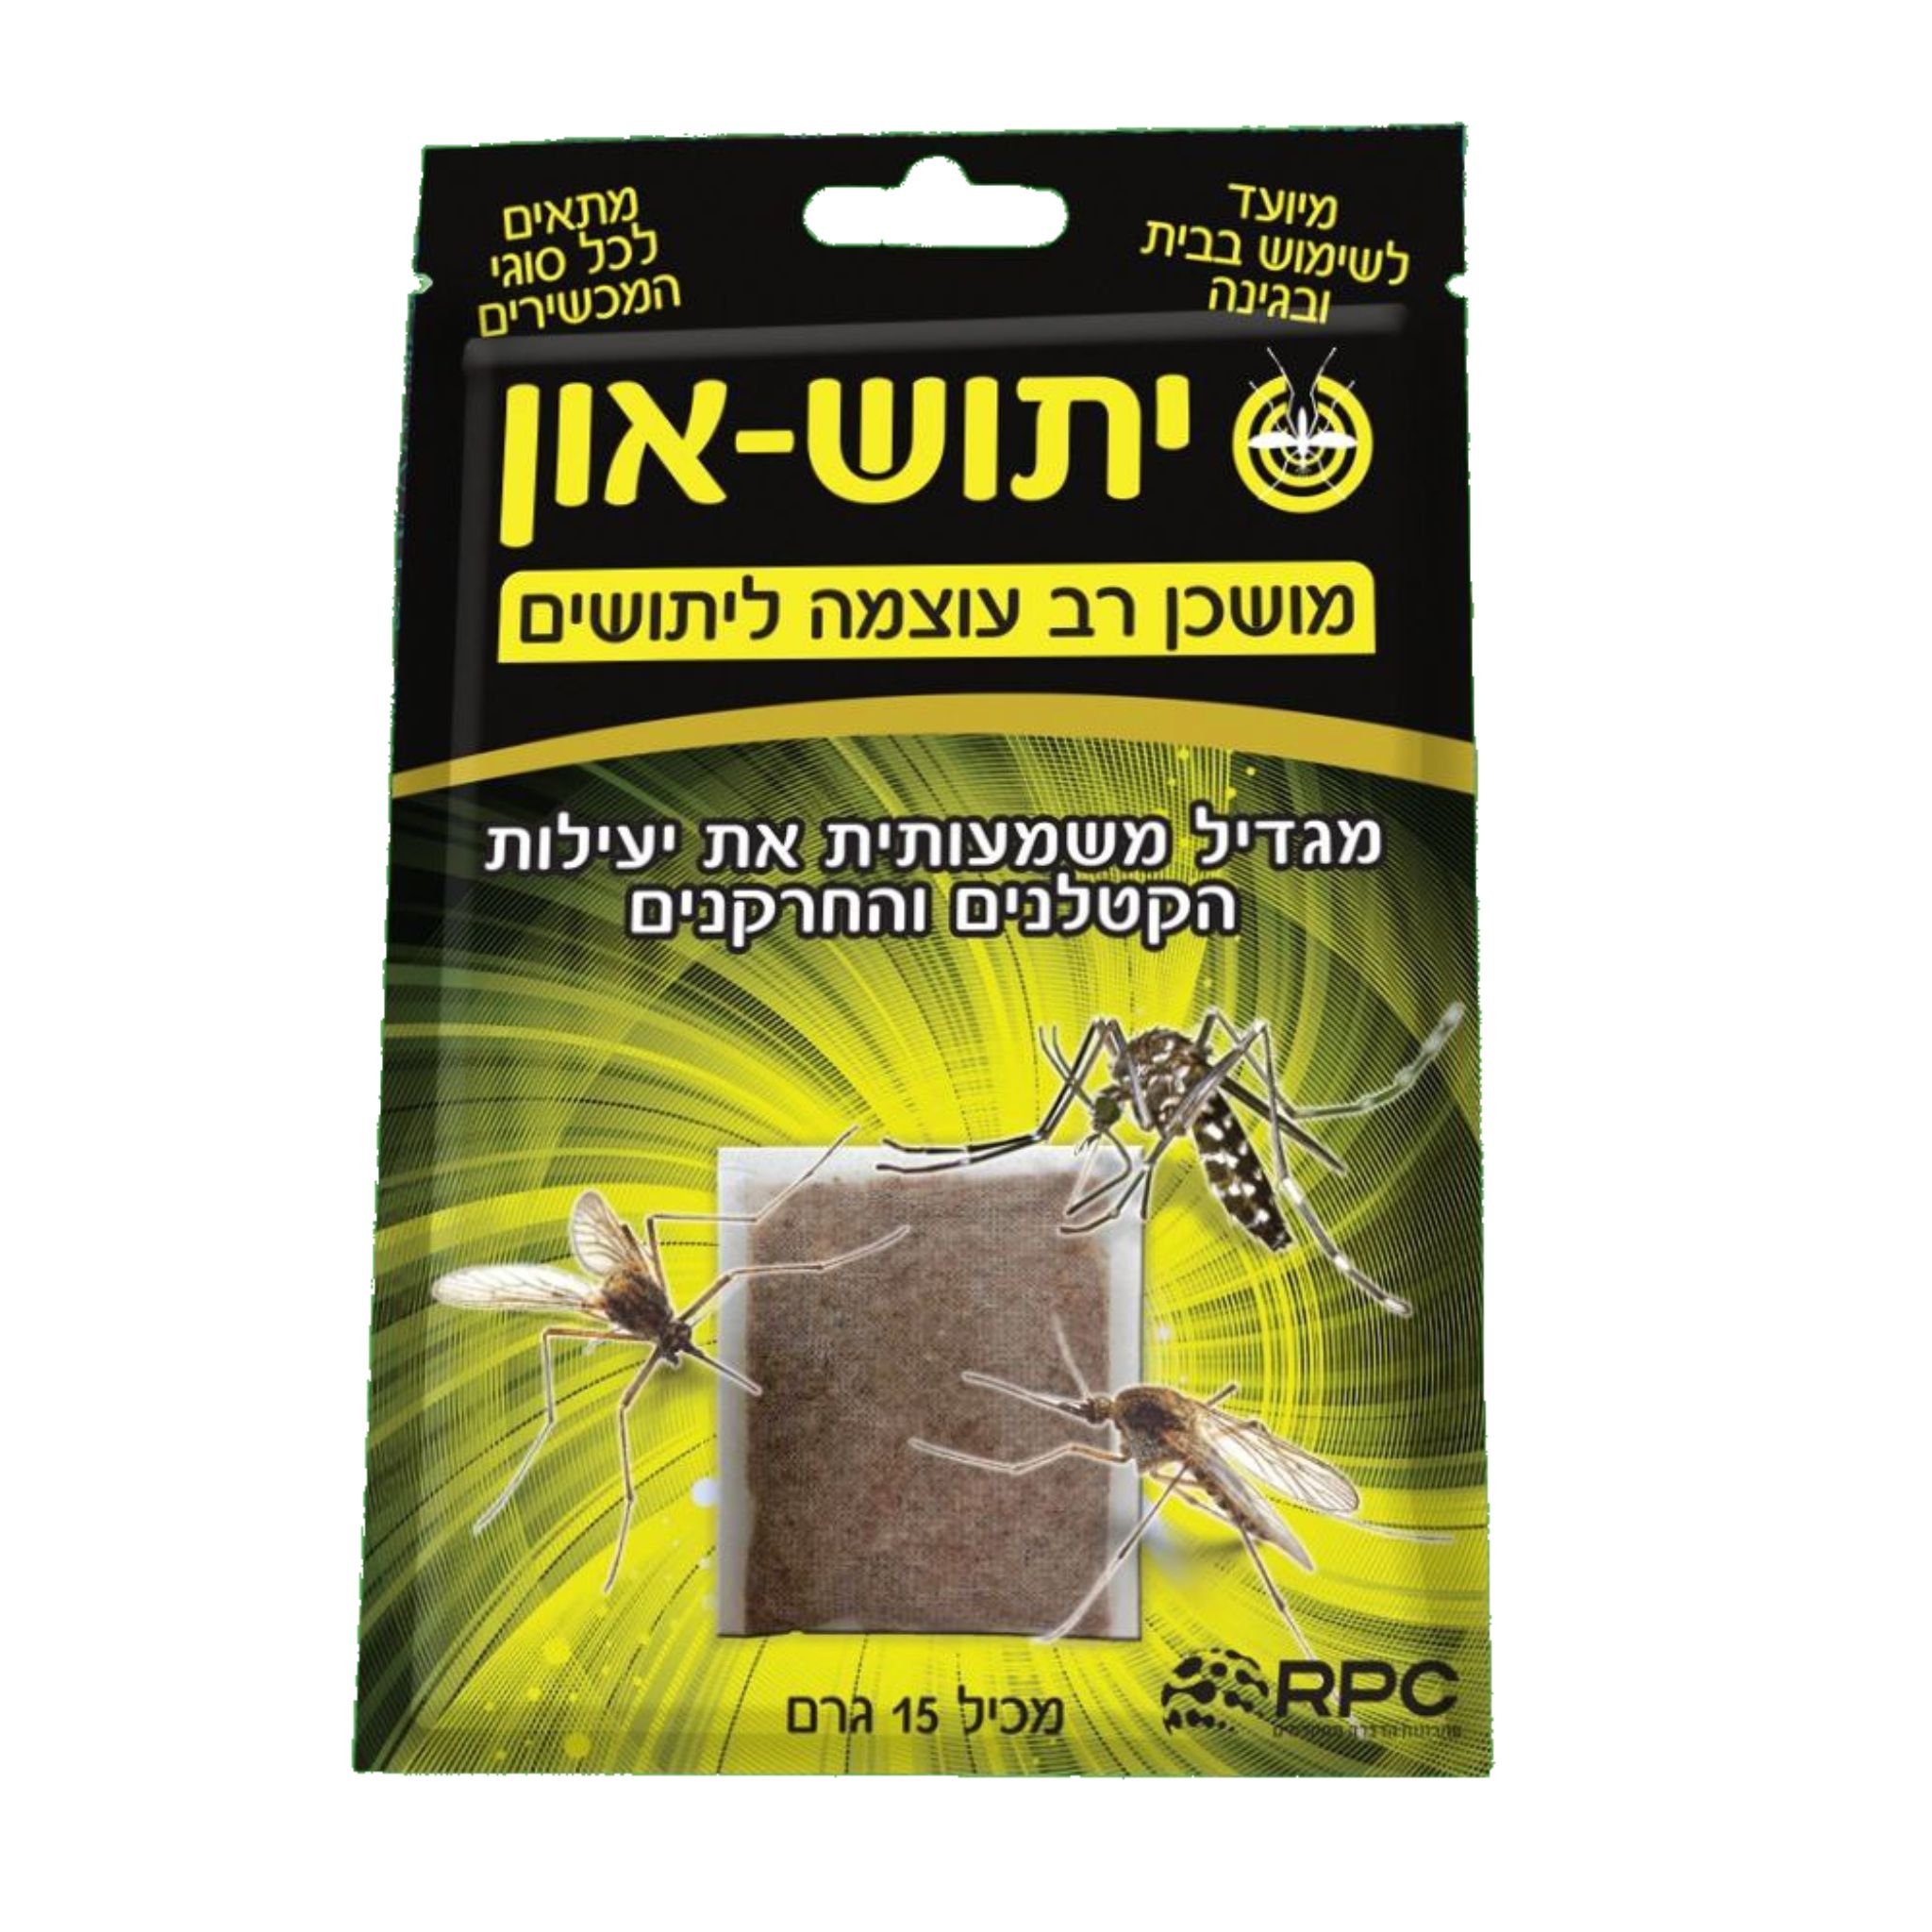 מיועד
לשימוש בבית
ובגינה
מתאים
לכל סוגי
המכשירים
יתוש-און
מושכן רב עוצמה ליתושים
מגדיל משמעותית את יעילות
הקטלנים והחרקנים
מכיל 15 גרם
RPC